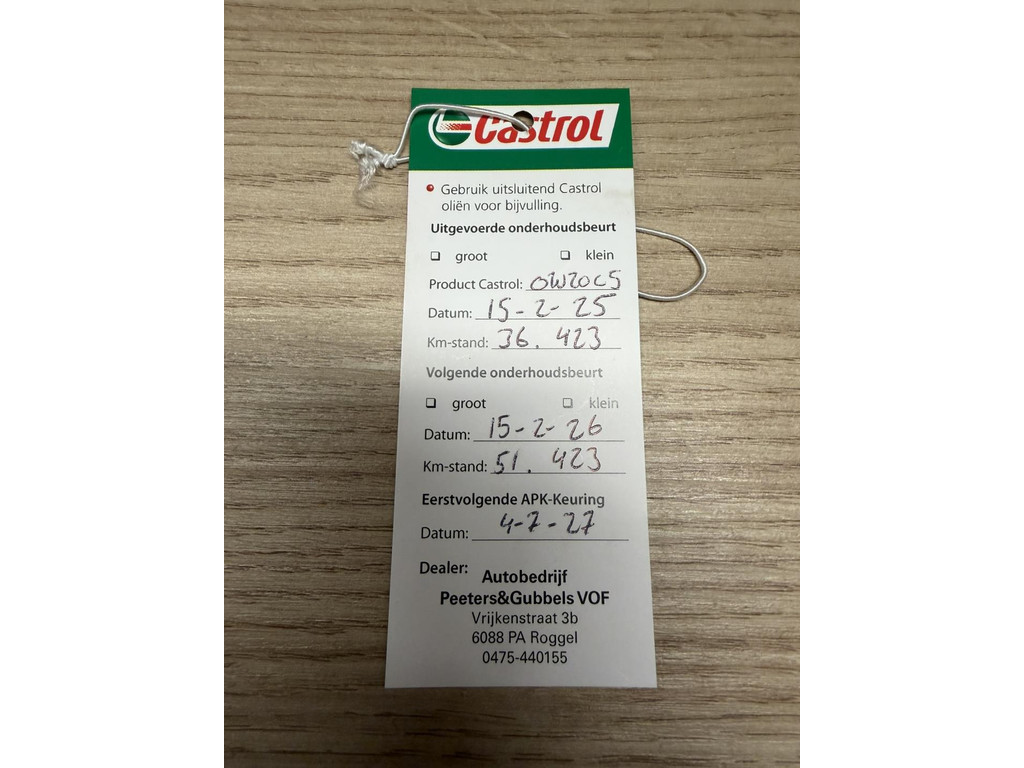 Castrol
Gebruik uitsluitend Castrol
oliën voor bijvulling.
Uitgevoerde onderhoudsbeurt
groot klein
Product Castrol: 0W20C5
Datum: 15-2-25
Km-stand: 36.423
Volgende onderhoudsbeurt
groot klein
Datum: 15-2-26
Km-stand: 51.423
Eerstvolgende APK-Keuring
Datum: 4-7-27
Dealer: Autobedrijf
Peeters&Gubbels VOF
Vrijkenstraat 3b
6088 PA Roggel
0475-440155